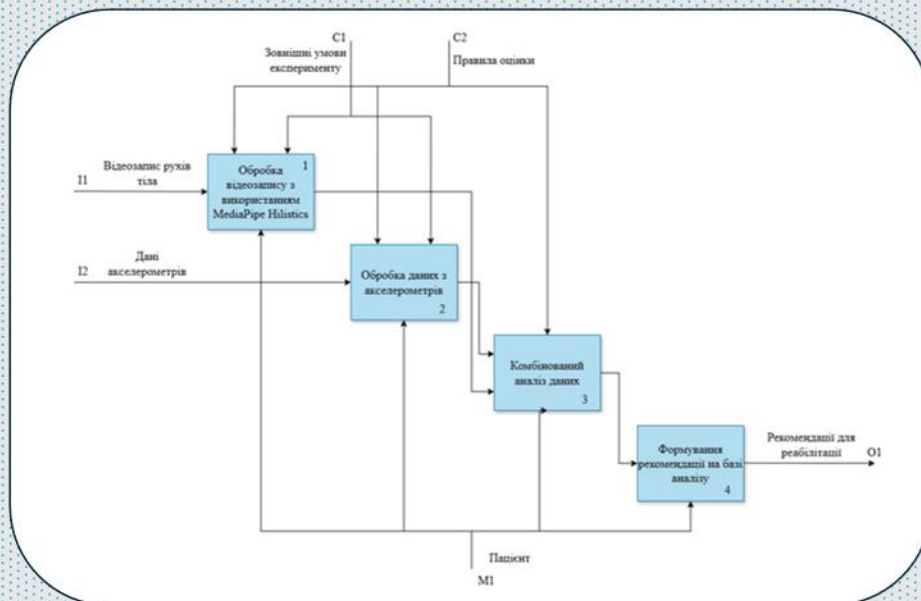 C1
Зовнішні умови
експерименту
C2
Правила оцінки
I1
Відеозапис рухів
тіла
1
Обробка
відеозапису з
використанням
MediaPipe Hilistics
I2
Дані
акселерометрів
Обробка даних з
акселерометрів
2
Комбінований
аналіз даних
3
Формування
рекомендації на базі
аналізу
4
Рекомендації для
реабілітації
O1
Пацієнт
M1